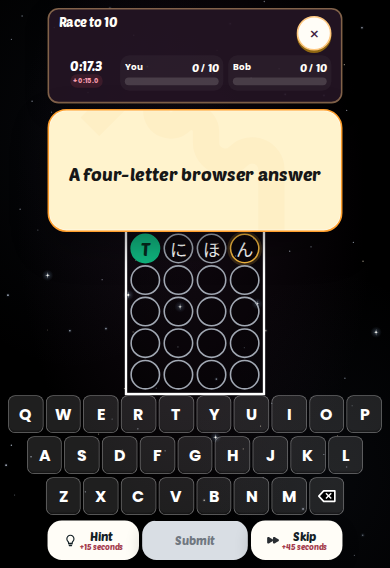 Race to 10
×
0:17.3
+0:15.0
You 0 / 10
Bob 0 / 10
A four-letter browser answer
T に ほ ん
Q W E R T Y U I O P
A S D F G H J K L
Z X C V B N M
Hint
+15 seconds
Submit
Skip
+45 seconds